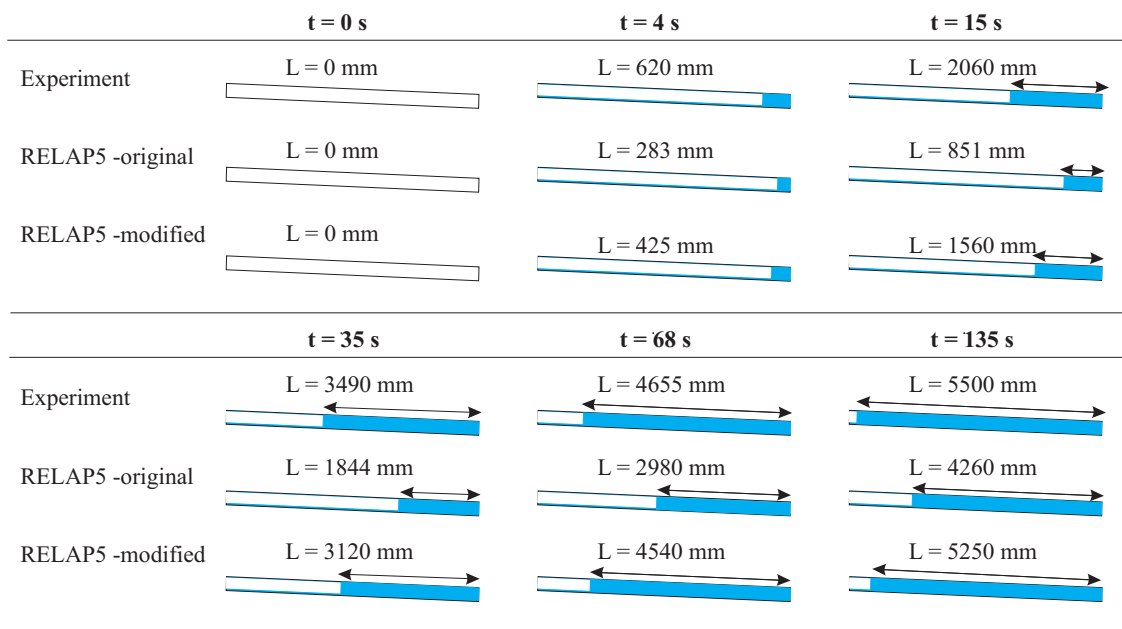 t = 0 s t = 4 s t = 15 s
Experiment L = 0 mm L = 620 mm L = 2060 mm
RELAP5 -original L = 0 mm L = 283 mm L = 851 mm
RELAP5 -modified L = 0 mm L = 425 mm L = 1560 mm
t = 35 s t = 68 s t = 135 s
Experiment L = 3490 mm L = 4655 mm L = 5500 mm
RELAP5 -original L = 1844 mm L = 2980 mm L = 4260 mm
RELAP5 -modified L = 3120 mm L = 4540 mm L = 5250 mm